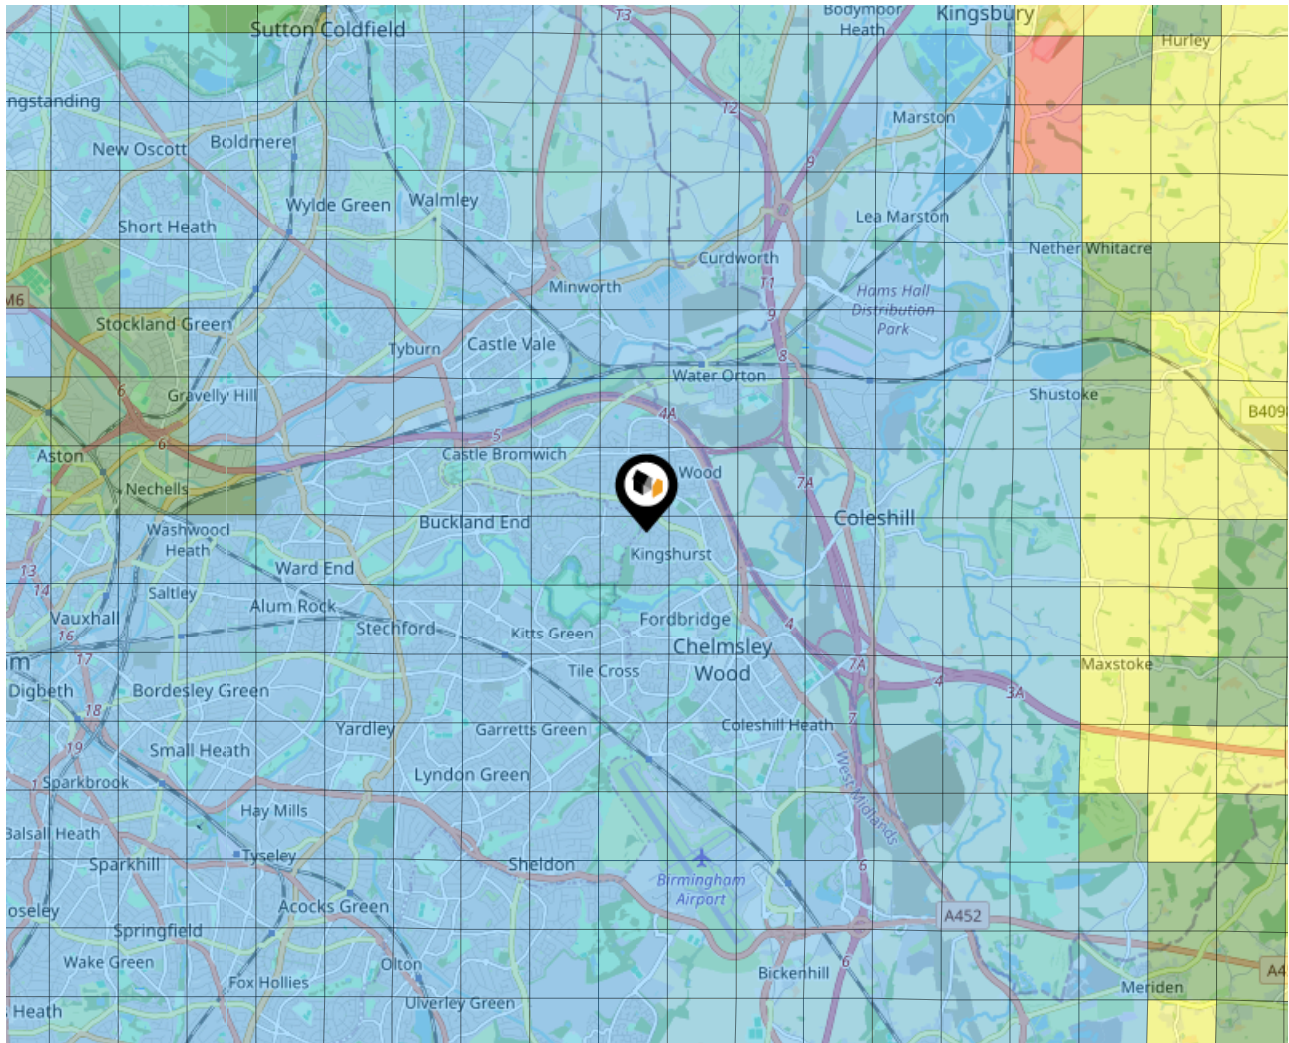 T3
Bodymoor
Heath
Kingsbury
Sutton Coldfield
Hurley
ngstanding
T2
Marston
New Oscott
Boldmere
9
Wylde Green
Walmley
Lea Marston
Short Heath
Nether Whitacre
Curdworth
Minworth
T1
Hams Hall
Distribution
Park
M6
9
Stockland Green
Tyburn
Castle Vale
8
Water Orton
6
Gravelly Hill
Shustoke
4A
B409
5
6
Aston
Castle Bromwich
Wood
7A
Nechells
Coleshill
Buckland End
Washwood
Heath
Kingshurst
13
Ward End
14
Saltley
Alum Rock
Vauxhall
Fordbridge
16
Stechford
Kitts Green
4
Chelmsley
Wood
m
17
Tile Cross
7A
Maxstoke
Digbeth
Bordesley Green
4
3A
18
7
Yardley
Garretts Green
Coleshill Heath
19
Small Heath
Lyndon Green
1
Sparkbrook
West Midlands
Hay Mills
Balsall Heath
Tyseley
Sparkhill
Sheldon
6
Birmingham
Airport
oseley
Acocks Green
A452
Springfield
Wake Green
Olton
6
Bickenhill
A4
Fox Hollies
Meriden
Ulverley Green
Heath